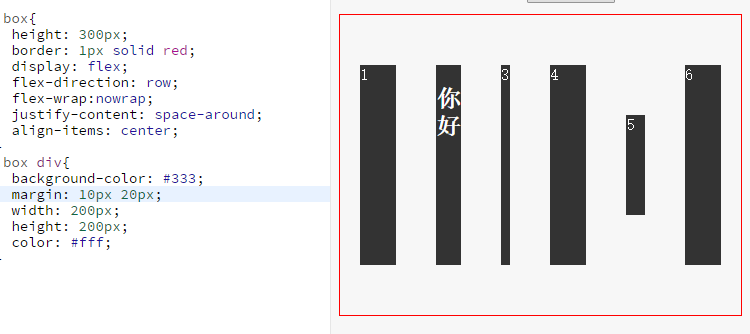 box{
height: 300px;
border: 1px solid red;
display: flex;
flex-direction: row;
flex-wrap:nowrap;
justify-content: space-around;
align-items: center;
box div{
background-color: #333;
margin: 10px 20px;
width: 200px;
height: 200px;
color: #fff;
1
你
好
3
4
5
6